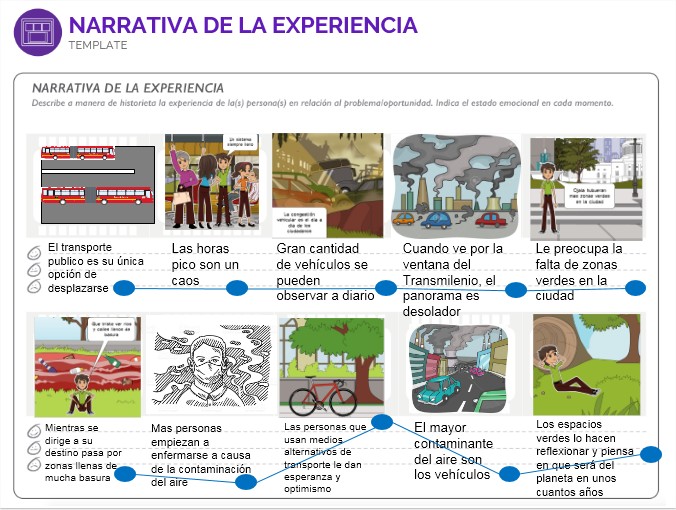 NARRATIVA DE LA EXPERIENCIA
TEMPLATE
NARRATIVA DE LA EXPERIENCIA
Describe a manera de historieta la experiencia de la(s) persona(s) en relación al problema/oportunidad. Indica el estado emocional en cada momento.
Un sistema
siempre lleno
La congestión
vehicular es el día a
día de los
ciudadanos
Ojala hubieran
mas zonas verdes
en la ciudad
El transporte
publico es su única
opción de
desplazarse
Las horas
pico son un
caos
Gran cantidad
de vehículos se
pueden
observar a diario
Cuando ve por la
ventana del
Transmilenio, el
panorama es
desolador
Le preocupa la
falta de zonas
verdes en la
ciudad
Que triste ver ríos
y calles llenos de
basura
Mientras se
dirige a su
destino pasa por
zonas llenas de
mucha basura
Mas personas
empiezan a
enfermarse a causa
de la contaminación
del aire
Las personas que
usan medios
alternativos de
transporte le dan
esperanza y
optimismo
El mayor
contaminante
del aire son
los vehículos
Los espacios
verdes lo hacen
reflexionar y piensa
en que será del
planeta en unos
cuantos años